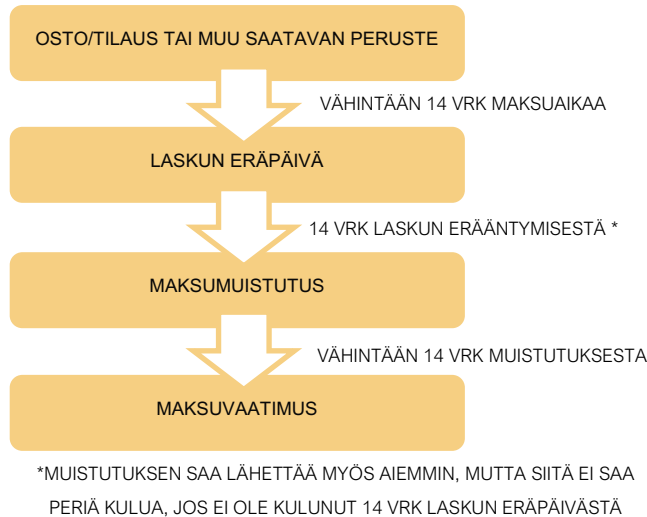 OSTO/TILAUS TAI MUU SAATAVAN PERUSTE
VÄHINTÄÄN 14 VRK MAKSUAIKAA
LASKUN ERÄPÄIVÄ
14 VRK LASKUN ERÄÄNTYMISESTÄ *
MAKSUMUISTUTUS
VÄHINTÄÄN 14 VRK MUISTUTUKSESTA
MAKSUVAATIMUS
*MUISTUTUKSEN SAA LÄHETTÄÄ MYÖS AIEMMIN, MUTTA SIITÄ EI SAA
PERIÄ KULUA, JOS EI OLE KULUNUT 14 VRK LASKUN ERÄPÄIVÄSTÄ